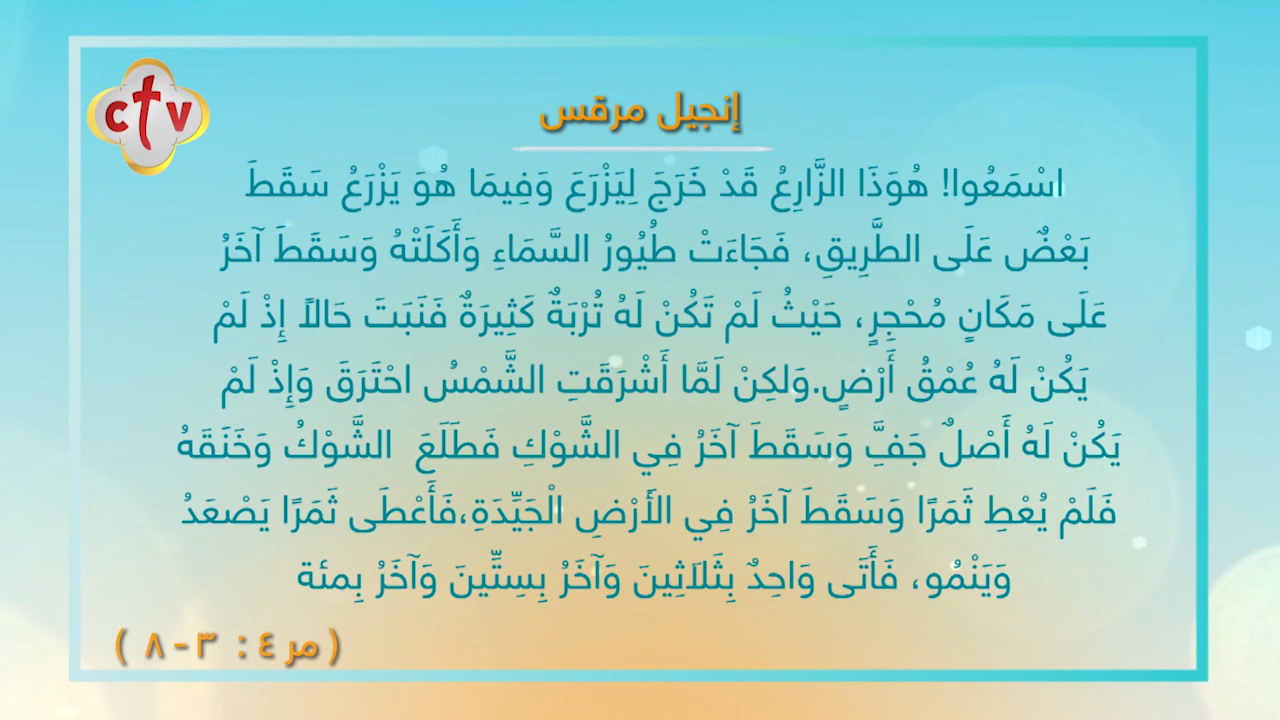 ctv
إنجيل مرقس
اسْمَعُوا! هُوَذَا الزَّارِعُ قَدْ خَرَجَ لِيَزْرَعَ وَفِيمَا هُوَ يَزْرَعُ سَقَطَ
بَعْضٌ عَلَى الطَّرِيقِ، فَجَاءَتْ طُيُورُ السَّمَاءِ وَأَكَلَتْهُ وَسَقَطَ آخَرُ
عَلَى مَكَانٍ مُحْجِرٍ، حَيْثُ لَمْ تَكُنْ لَهُ تُرْبَةٌ كَثِيرَةٌ فَنَبَتَ حَالاً إِذْ لَمْ
يَكُنْ لَهُ عُمْقُ أَرْضٍ.وَلكِنْ لَمَّا أَشْرَقَتِ الشَّمْسُ احْتَرَقَ وَإِذْ لَمْ
يَكُنْ لَهُ أَصْلٌ جَفَّ وَسَقَطَ آخَرُ فِي الشَّوْكِ فَطَلَعَ الشَّوْكُ وَخَنَقَهُ
فَلَمْ يُعْطِ ثَمَرًا وَسَقَطَ آخَرُ فِي الأَرْضِ الْجَيِّدَةِ،فَأَعْطَى ثَمَرًا يَصْعَدُ
وَيَنْمُو، فَأَتَى وَاحِدٌ بِثَلاَثِينَ وَآخَرُ بِسِتِّينَ وَآخَرُ بِمئة
(مر ٤: ٣-٨)